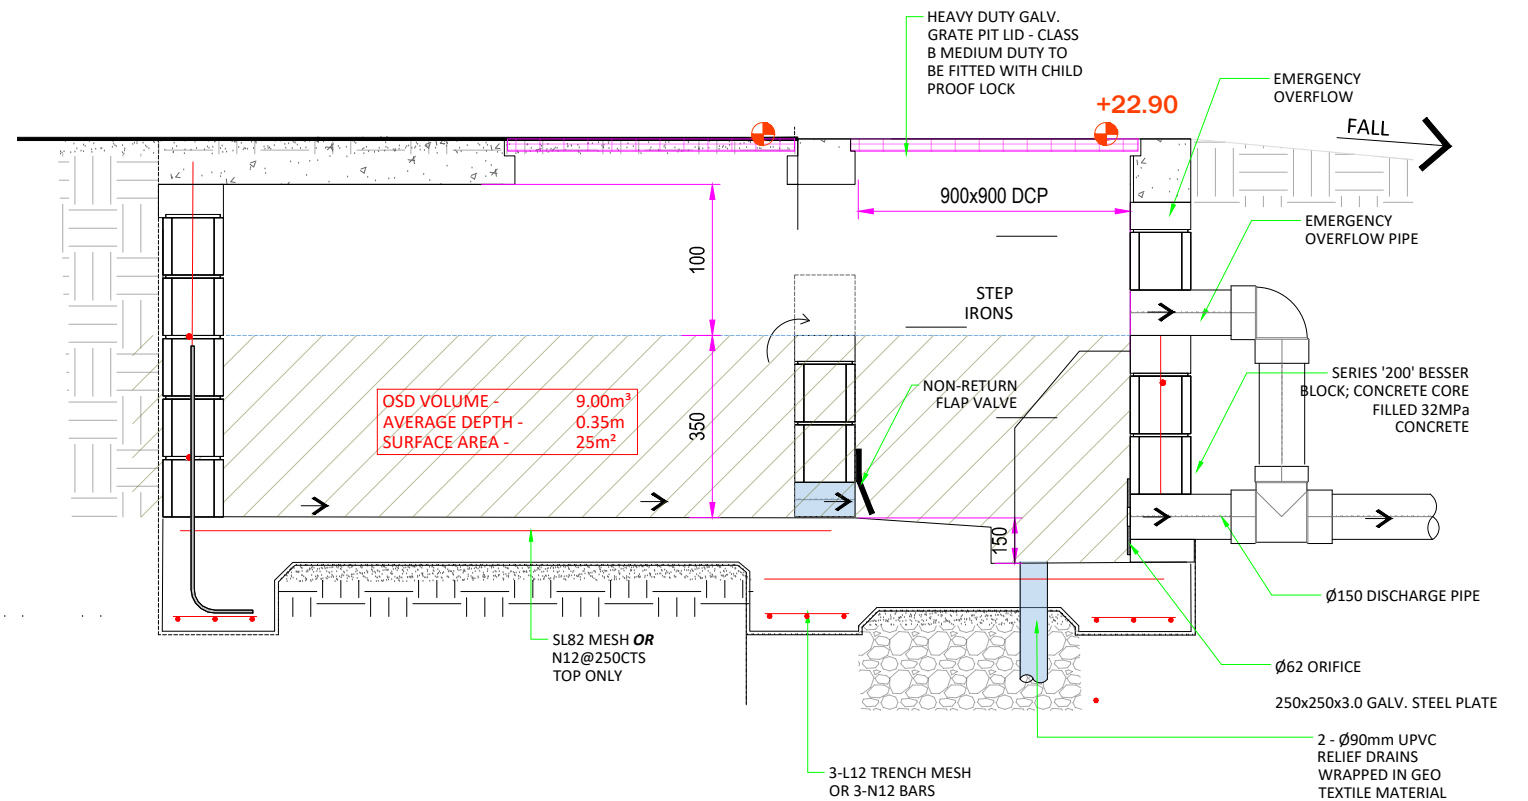 HEAVY DUTY GALV.
GRATE PIT LID - CLASS
B MEDIUM DUTY TO
BE FITTED WITH CHILD
PROOF LOCK
EMERGENCY
OVERFLOW
+22.90
FALL
900x900 DCP
EMERGENCY
OVERFLOW PIPE
100
STEP
IRONS
SERIES '200' BESSER
BLOCK; CONCRETE CORE
FILLED 32MPa
CONCRETE
NON-RETURN
FLAP VALVE
OSD VOLUME - 9.00m³
AVERAGE DEPTH - 0.35m
SURFACE AREA - 25m²
350
150
Ø150 DISCHARGE PIPE
SL82 MESH OR
N12@250CTS
TOP ONLY
Ø62 ORIFICE
250x250x3.0 GALV. STEEL PLATE
2 - Ø90mm UPVC
RELIEF DRAINS
WRAPPED IN GEO
TEXTILE MATERIAL
3-L12 TRENCH MESH
OR 3-N12 BARS